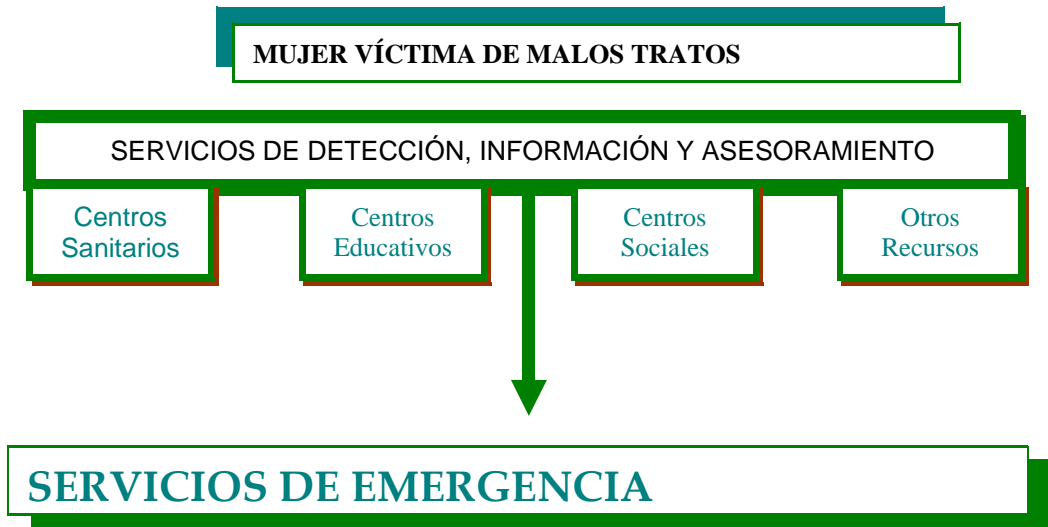 MUJER VÍCTIMA DE MALOS TRATOS
SERVICIOS DE DETECCIÓN, INFORMACIÓN Y ASESORAMIENTO
Centros
Sanitarios
Centros
Educativos
Centros
Sociales
Otros
Recursos
SERVICIOS DE EMERGENCIA